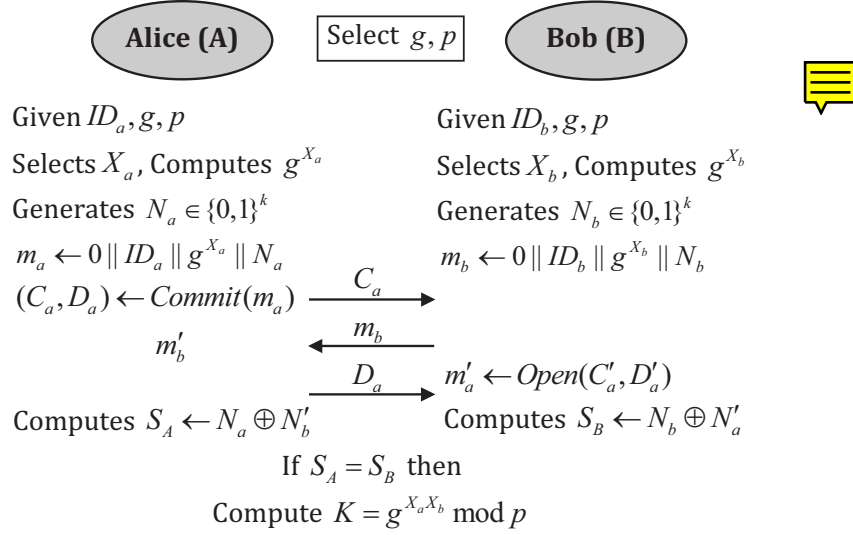 Alice (A) Select g, p Bob (B)
Given ID_a, g, p Given ID_b, g, p
Selects X_a, Computes g^{X_a} Selects X_b, Computes g^{X_b}
Generates N_a ∈ {0,1}^k Generates N_b ∈ {0,1}^k
m_a ← 0 || ID_a || g^{X_a} || N_a m_b ← 0 || ID_b || g^{X_b} || N_b
(C_a, D_a) ← Commit(m_a) C_a
m′_b m_b
D_a m′_a ← Open(C′_a, D′_a)
Computes S_A ← N_a ⊕ N′_b Computes S_B ← N_b ⊕ N′_a
If S_A = S_B then
Compute K = g^{X_a X_b} mod p